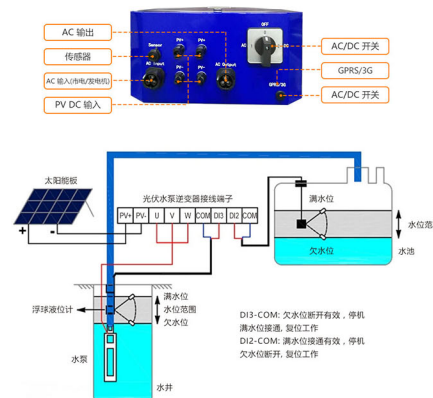 OFF
AC 输出
传感器
AC 输入(市电/发电机)
PV DC 输入
Sensor
PV+
PV+
AC Input
PV-
PV-
AC Output
AC
DC
GPRS/3G
AC/DC 开关
GPRS/3G
AC/DC 开关
太阳能板
光伏水泵逆变器接线端子
PV+ PV- U V W COM DI3 DI2 COM
+
-
满水位
水位范
欠水位
水池
满水位
浮球液位计
水位范围
欠水位
水泵
水井
DI3-COM: 欠水位断开有效，停机
满水位接通, 复位工作
DI2-COM: 满水位接通有效，停机
欠水位断开, 复位工作